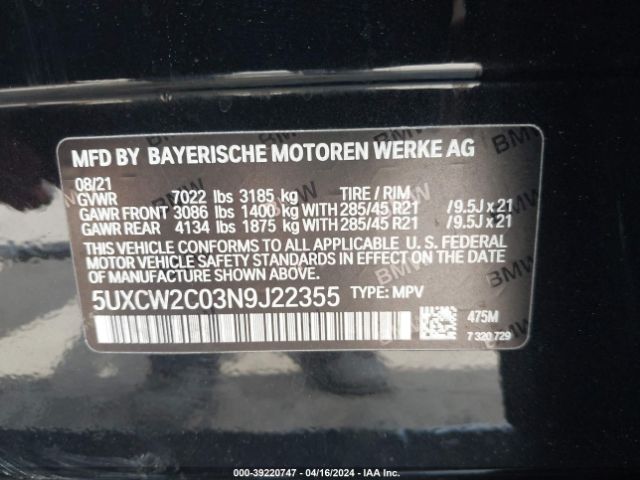 MFD BY BAYERISCHE MOTOREN WERKE AG
08/21
GVWR 7022 lbs 3185 kg TIRE / RIM
GAWR FRONT 3086 lbs 1400 kg WITH 285/45 R21 /9.5J x 21
GAWR REAR 4134 lbs 1875 kg WITH 285/45 R21 /9.5J x 21
THIS VEHICLE CONFORMS TO ALL APPLICABLE U. S. FEDERAL
MOTOR VEHICLE SAFETY STANDARDS IN EFFECT ON THE
DATE OF MANUFACTURE SHOWN ABOVE.
5UXCW2C03N9J22355 TYPE: MPV
475M
7 320 729
000-39220747 - 04/16/2024 - IAA Inc.